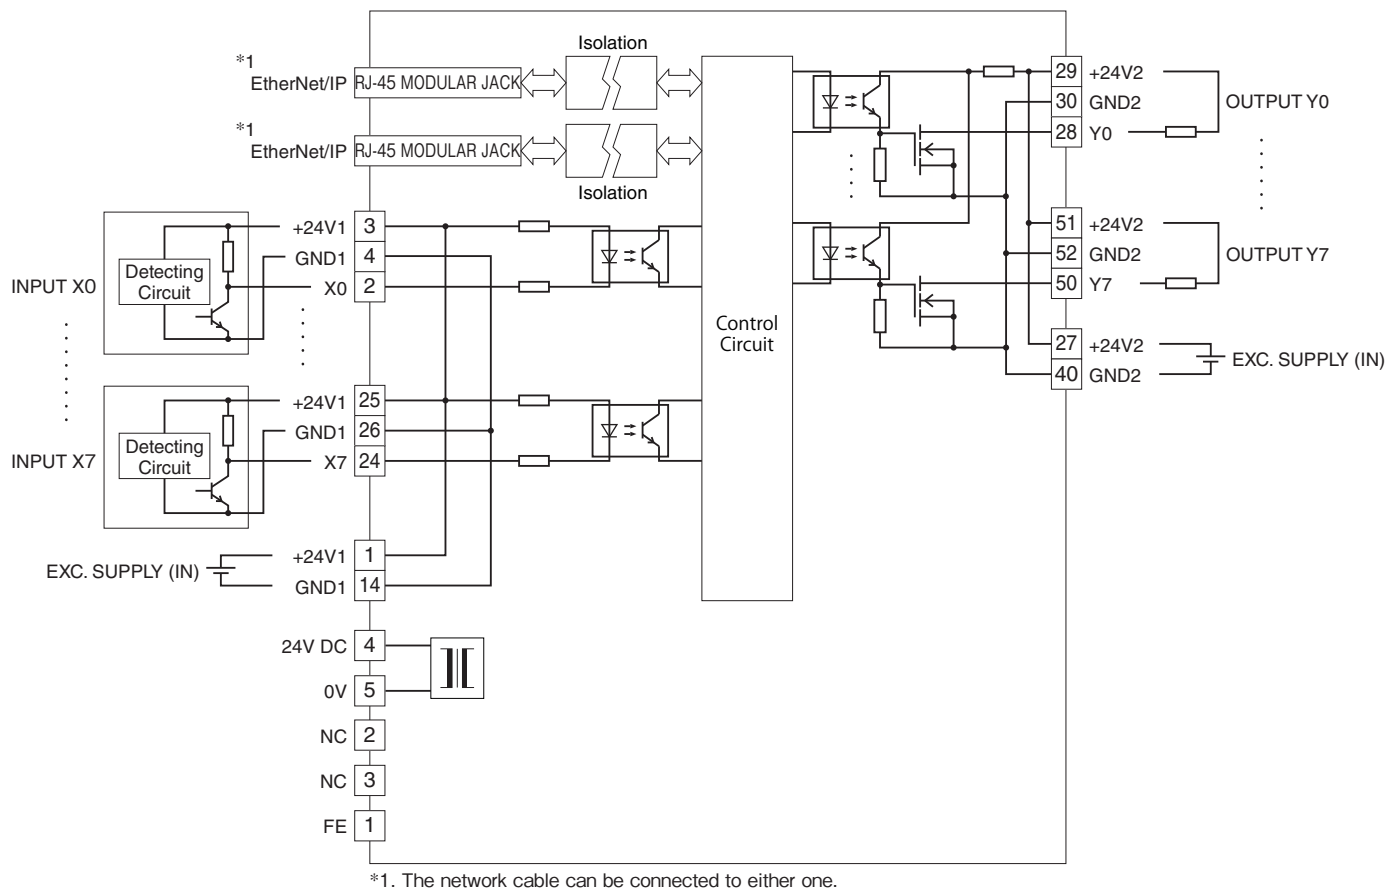 Isolation
*1
EtherNet/IP RJ-45 MODULAR JACK
*1
EtherNet/IP RJ-45 MODULAR JACK
Isolation
INPUT X0
Detecting
Circuit
+24V1 3
GND1 4
X0 2
INPUT X7
Detecting
Circuit
+24V1 25
GND1 26
X7 24
EXC. SUPPLY (IN)
+24V1 1
GND1 14
24V DC 4
0V 5
NC 2
NC 3
FE 1
Control
Circuit
29 +24V2
30 GND2
28 Y0
OUTPUT Y0
51 +24V2
52 GND2
50 Y7
OUTPUT Y7
27 +24V2
40 GND2
EXC. SUPPLY (IN)
*1. The network cable can be connected to either one.